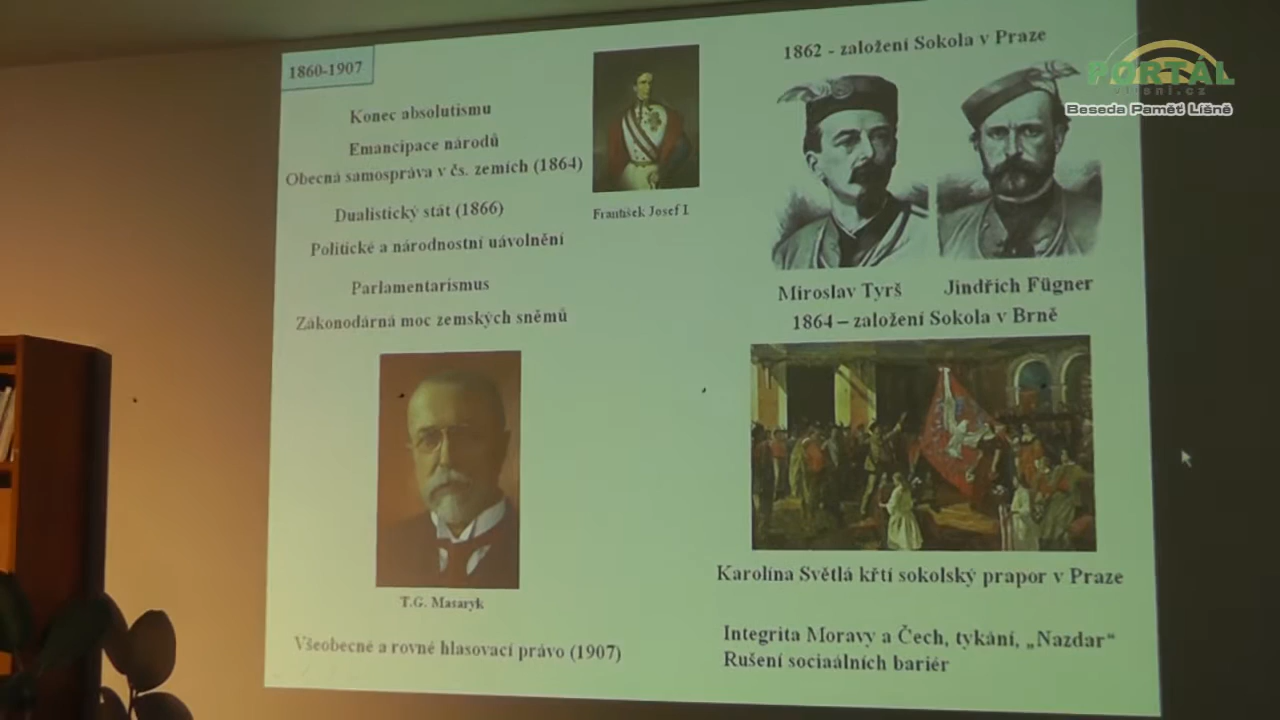 1860-1907
Konec absolutismu
Emancipace národů
Obecná samospráva v čs. zemích (1864)
Dualistický stát (1866)
Politické a národnostní uávolnění
Parlamentarismus
Zákonodárná moc zemských sněmů
František Josef I
T.G. Masaryk
Všeobecné a rovné hlasovací právo (1907)
1862 - založení Sokola v Praze
Miroslav Tyrš
Jindřich Fügner
1864 – založení Sokola v Brně
Karolína Světlá křtí sokolský prapor v Praze
Integrita Moravy a Čech, tykání, „Nazdar“
Rušení sociaálních bariér
PORTÁL
Beseda Paměť Líšně